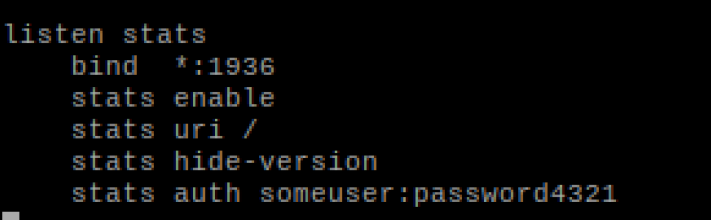 listen stats
    bind  *:1936
    stats enable
    stats uri /
    stats hide-version
    stats auth someuser:password4321